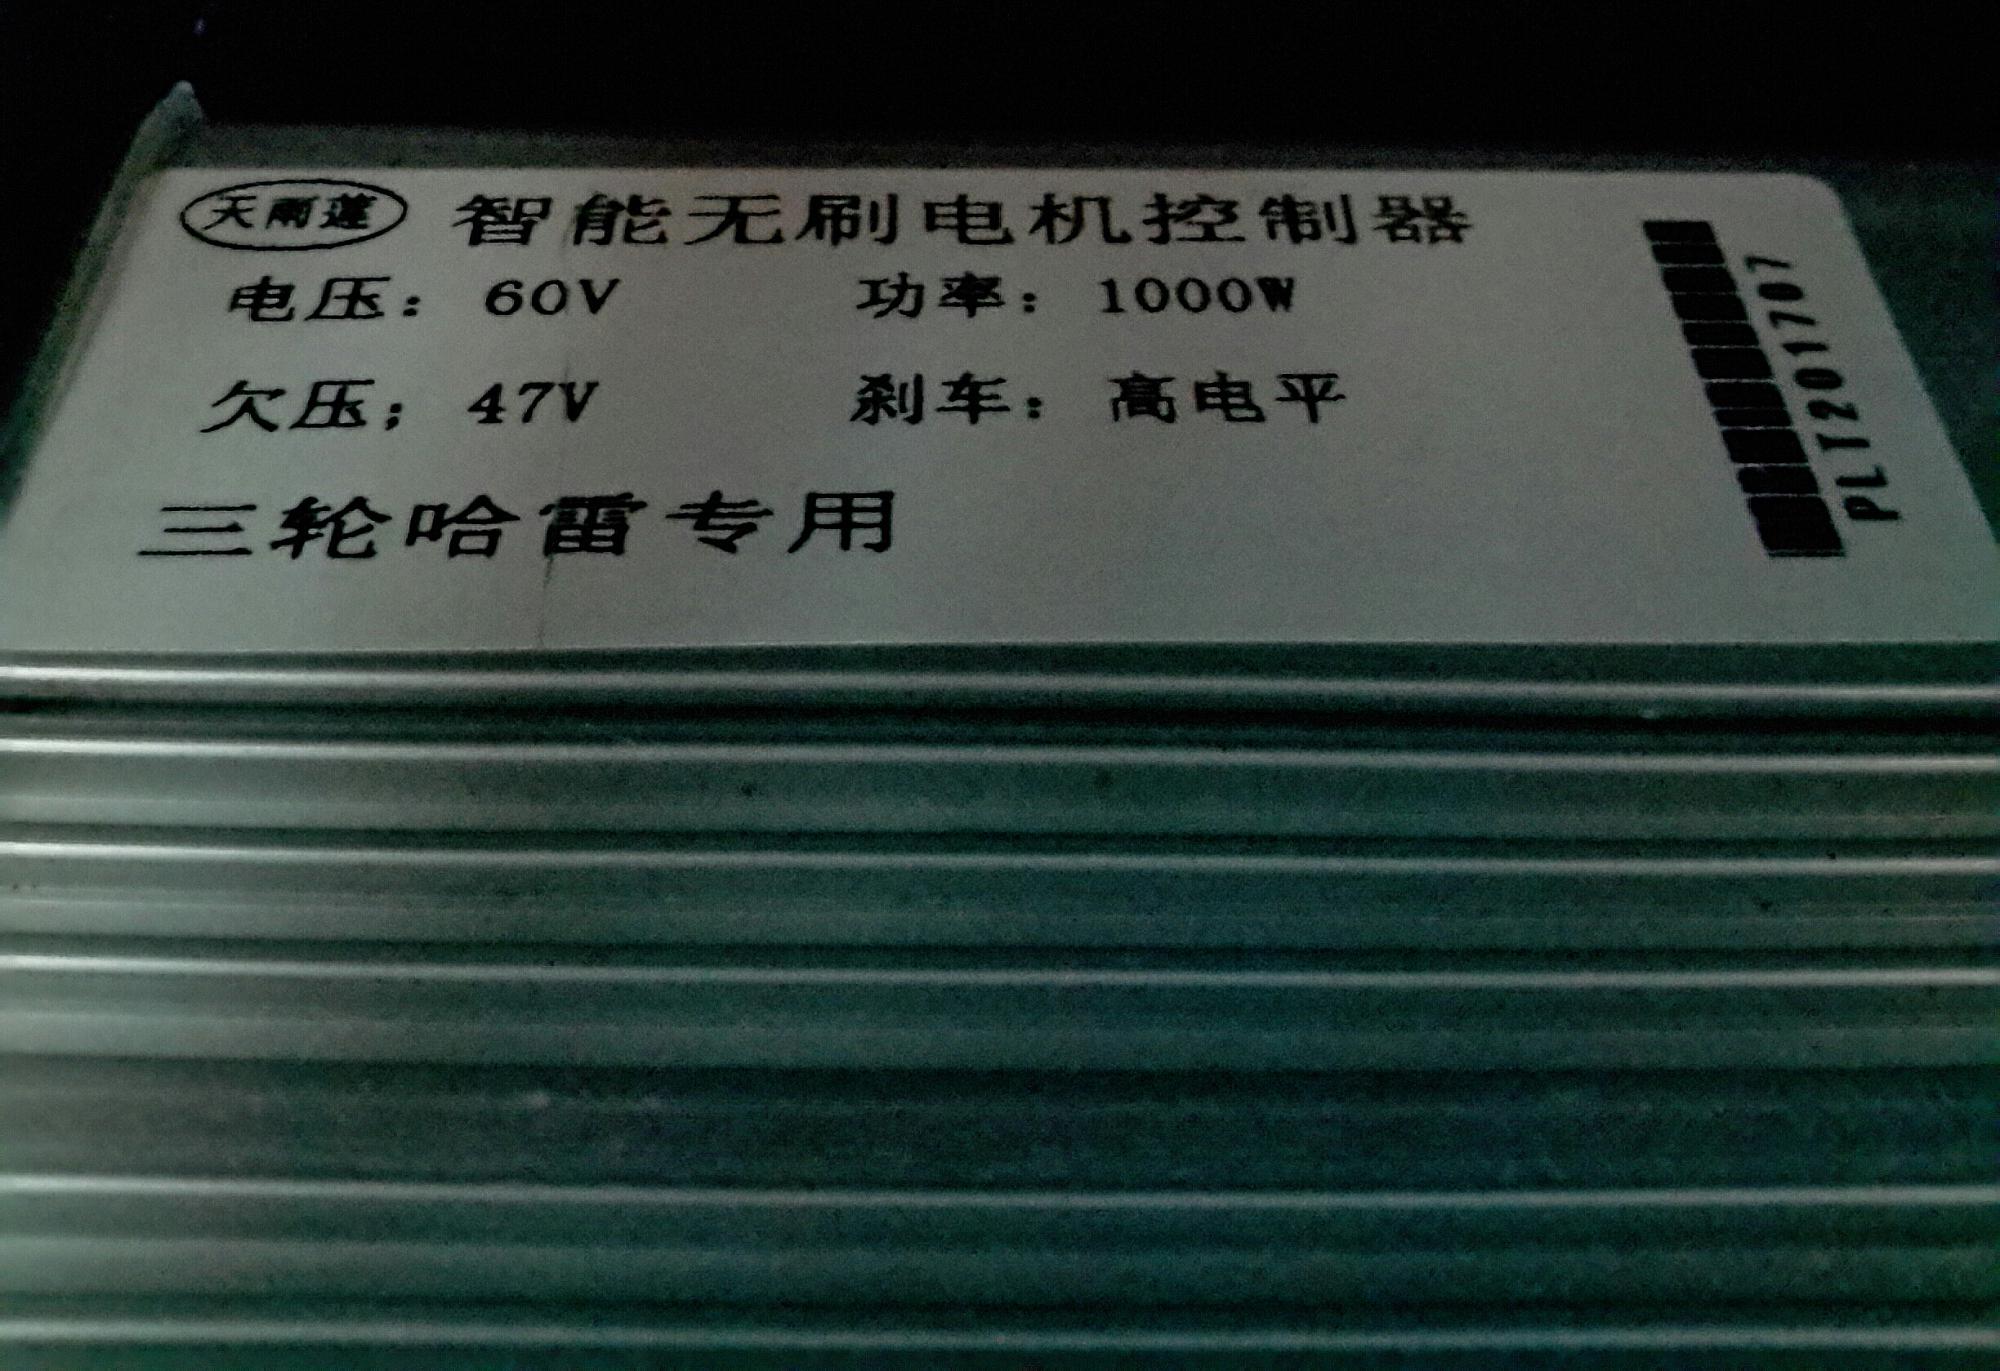 天雨莲 智能无刷电机控制器
电压：60V 功率：1000W
欠压；47V 刹车：高电平
三轮哈雷专用
PLT201707